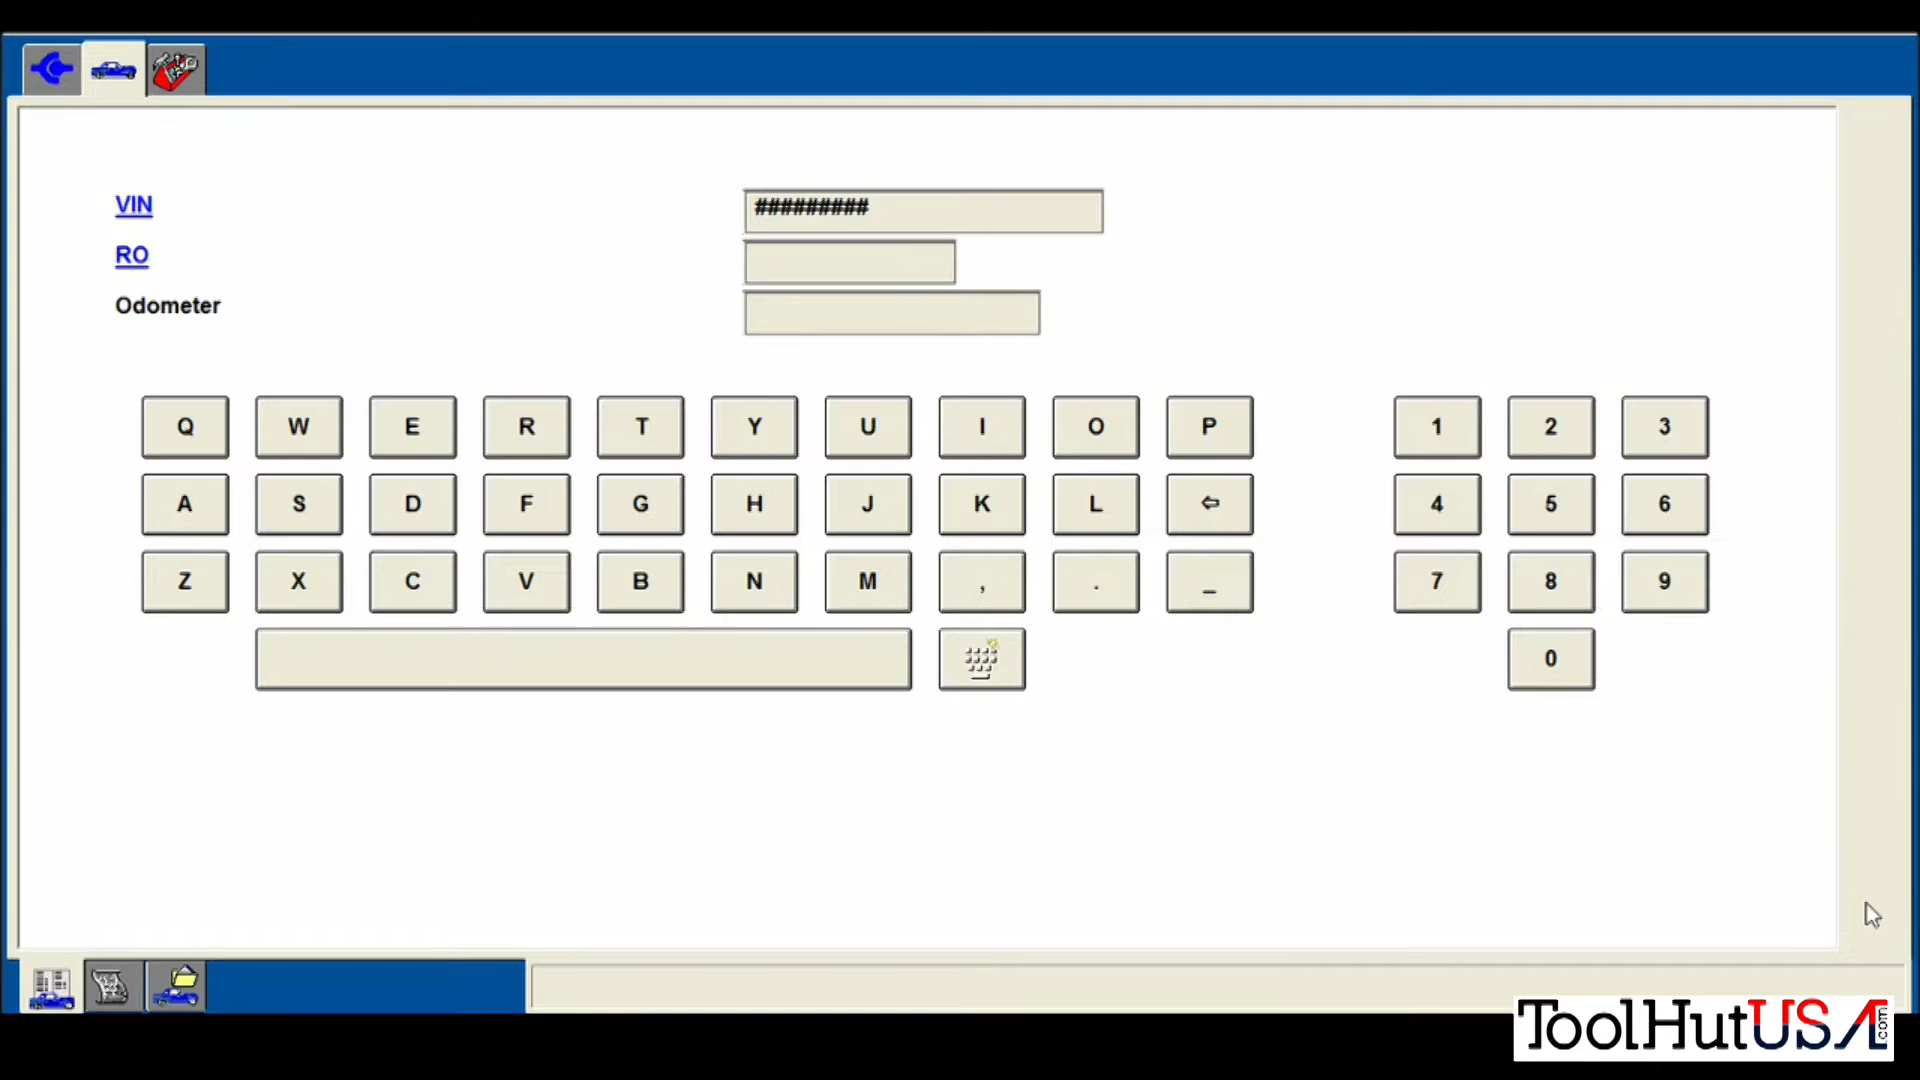 VIN #########
RO
Odometer
Q W E R T Y U I O P 1 2 3
A S D F G H J K L ⇦ 4 5 6
Z X C V B N M , . _ 7 8 9
0
ToolHutUSA.com